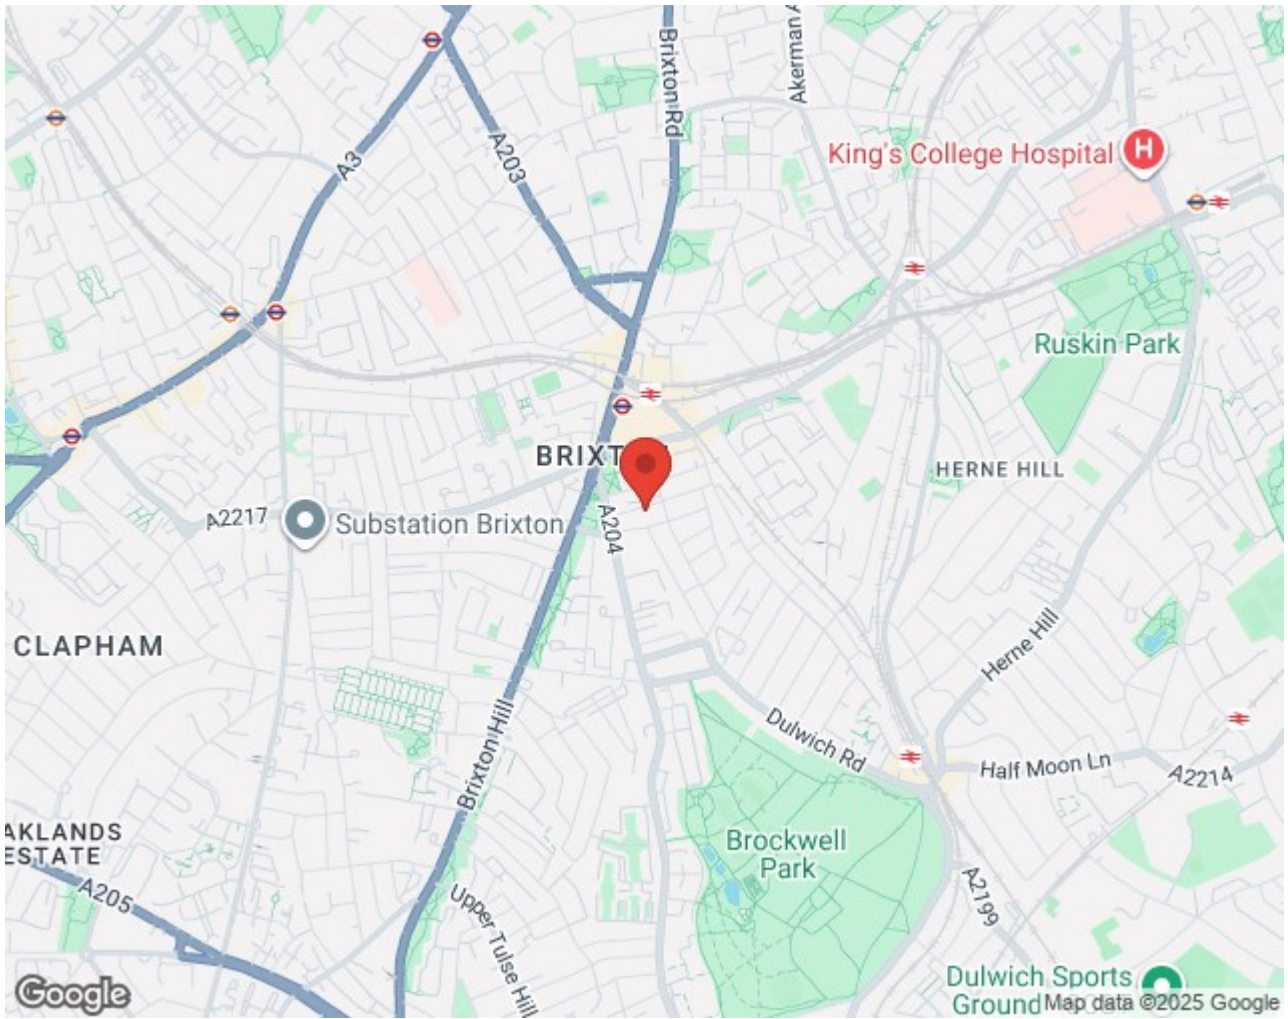 Brixton Rd
Akerman
A203
A3
King's College Hospital
H
Ruskin Park
BRIXT
HERNE HILL
A2217
Substation Brixton
A204
CLAPHAM
Herne Hill
Dulwich Rd
Half Moon Ln
A2214
Brixton Hill
AKLANDS
ESTATE
Brockwell
Park
A205
Upper Tulse Hill
A2199
Dulwich Sports
Ground
Google
Map data ©2025 Google